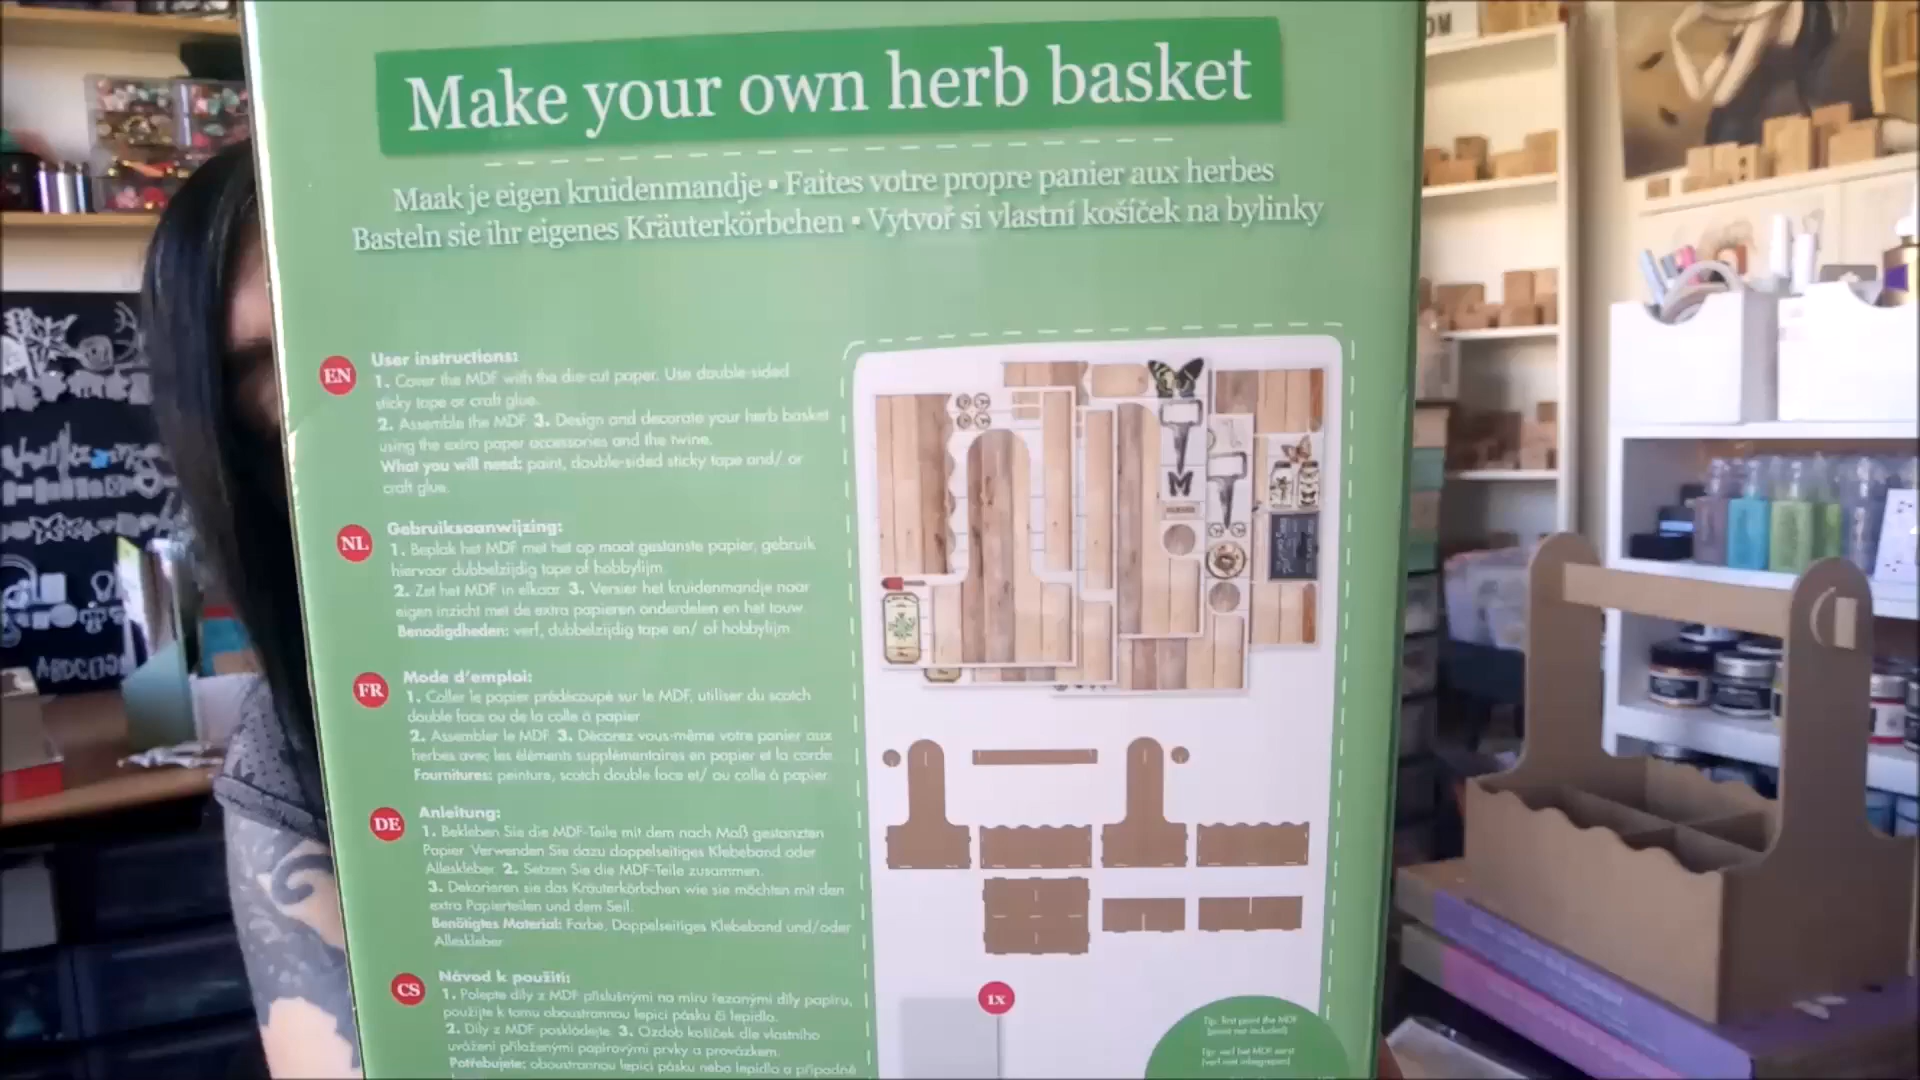 Make your own herb basket
Maak je eigen kruidenmandje ▪ Faites votre propre panier aux herbes
Basteln sie ihr eigenes Kräuterkörbchen ▪ Vytvoř si vlastní košíček na bylinky
EN
User instructions:
1. Cover the MDF with the die-cut paper. Use double-sided
sticky tape or craft glue.
2. Assemble the MDF 3. Design and decorate your herb basket
using the extra paper accessories and the twine.
What you will need: paint, double-sided sticky tape and/ or
craft glue.
NL
Gebruiksaanwijzing:
1. Beplak het MDF met het op maat gestanste papier, gebruik
hiervoor dubbelzijdig tape of hobbylijm.
2. Zet het MDF in elkaar 3. Versier het kruidenmandje naar
eigen inzicht met de extra papieren onderdelen en het touw.
Benodigdheden: verf, dubbelzijdig tape en/ of hobbylijm
FR
Mode d'emploi:
1. Coller le papier prédécoupé sur le MDF, utiliser du scotch
double face ou de la colle à papier
2. Assembler le MDF 3. Décorez vous-même votre panier aux
herbes avec les éléments supplémentaires en papier et la corde
Fournitures: peinture, scotch double face et/ ou colle à papier
DE
Anleitung:
1. Bekleben Sie die MDF-Teile mit dem nach Maß gestanzten
Papier. Verwenden Sie dazu doppelseitiges Klebeband oder
Alleskleber 2. Setzen Sie die MDF-Teile zusammen.
3. Dekorieren sie das Kräuterkörbchen wie sie möchten mit den
extra Papierteilen und dem Seil.
Benötigtes Material: Farbe, Doppelseitiges Klebeband und/oder
Alleskleber
CS
Návod k použití:
1. Polepte díly z MDF příslušnými na míru řezanými díly papíru,
použijte k tomu oboustrannou lepicí pásku či lepidlo.
2. Díly z MDF poskládejte. 3. Ozdob košíček dle vlastního
uvážení přiloženými papírovými prvky a provázkem.
Potřebujete: oboustrannou lepicí pásku nebo lepidlo a případně
M
1x
Tip: first paint the MDF
(paint not included)
Tip: verf het MDF eerst
ABCD